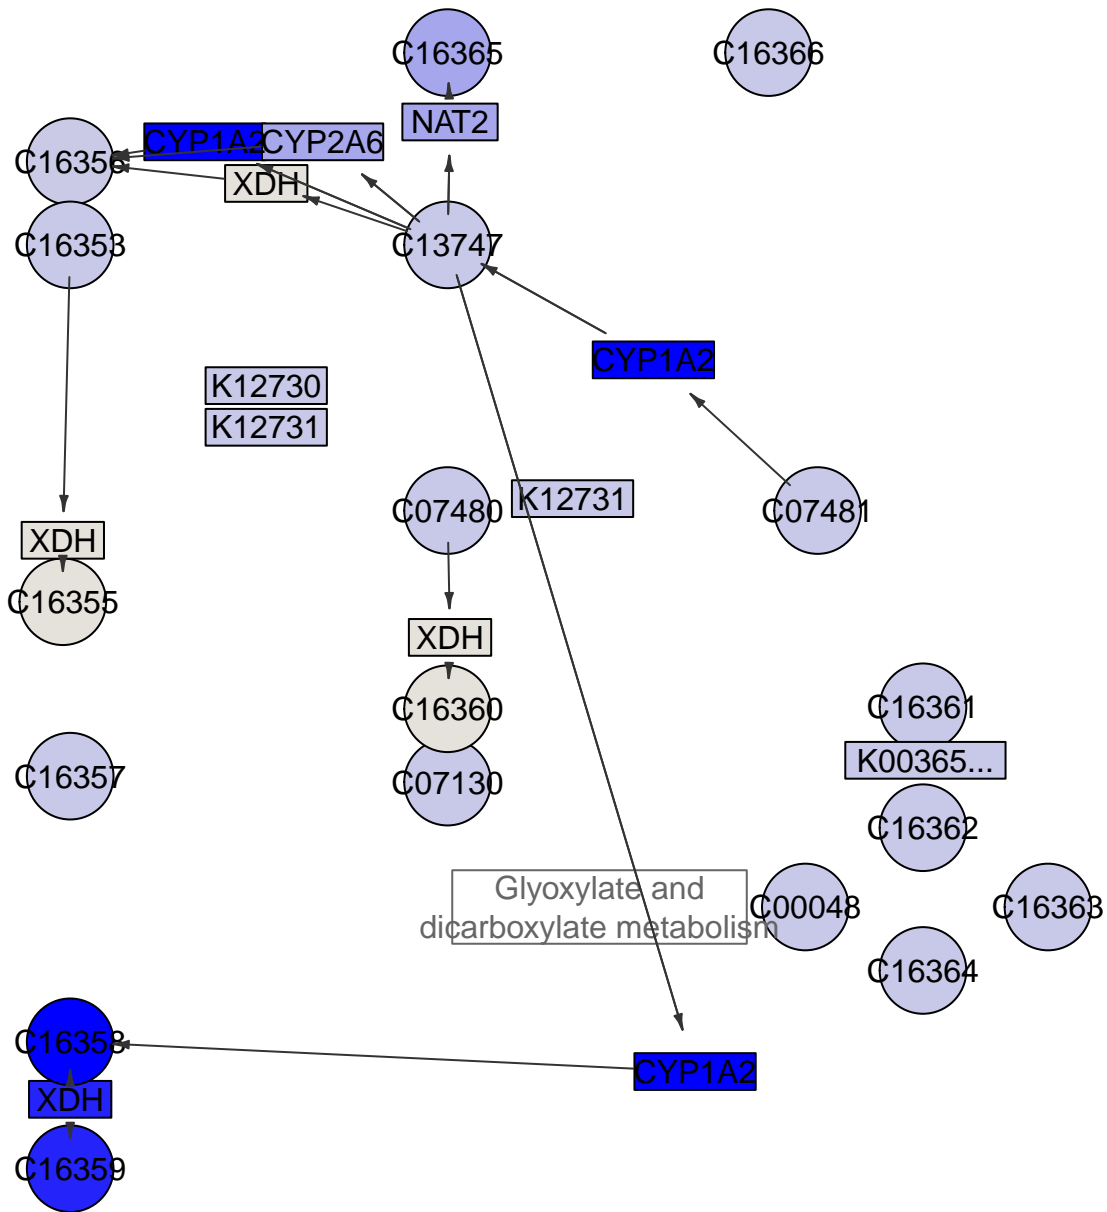 C16365
C16366
NAT2
CYP1A2
CYP2A6
C16356
XDH
C16353
C13747
CYP1A2
K12730
K12731
C07480
K12731
C07481
XDH
C16355
XDH
C16360
C16361
K00365...
C16357
C07130
C16362
Glyoxylate and
dicarboxylate metabolism
C00048
C16363
C16364
C16358
CYP1A2
XDH
C16359